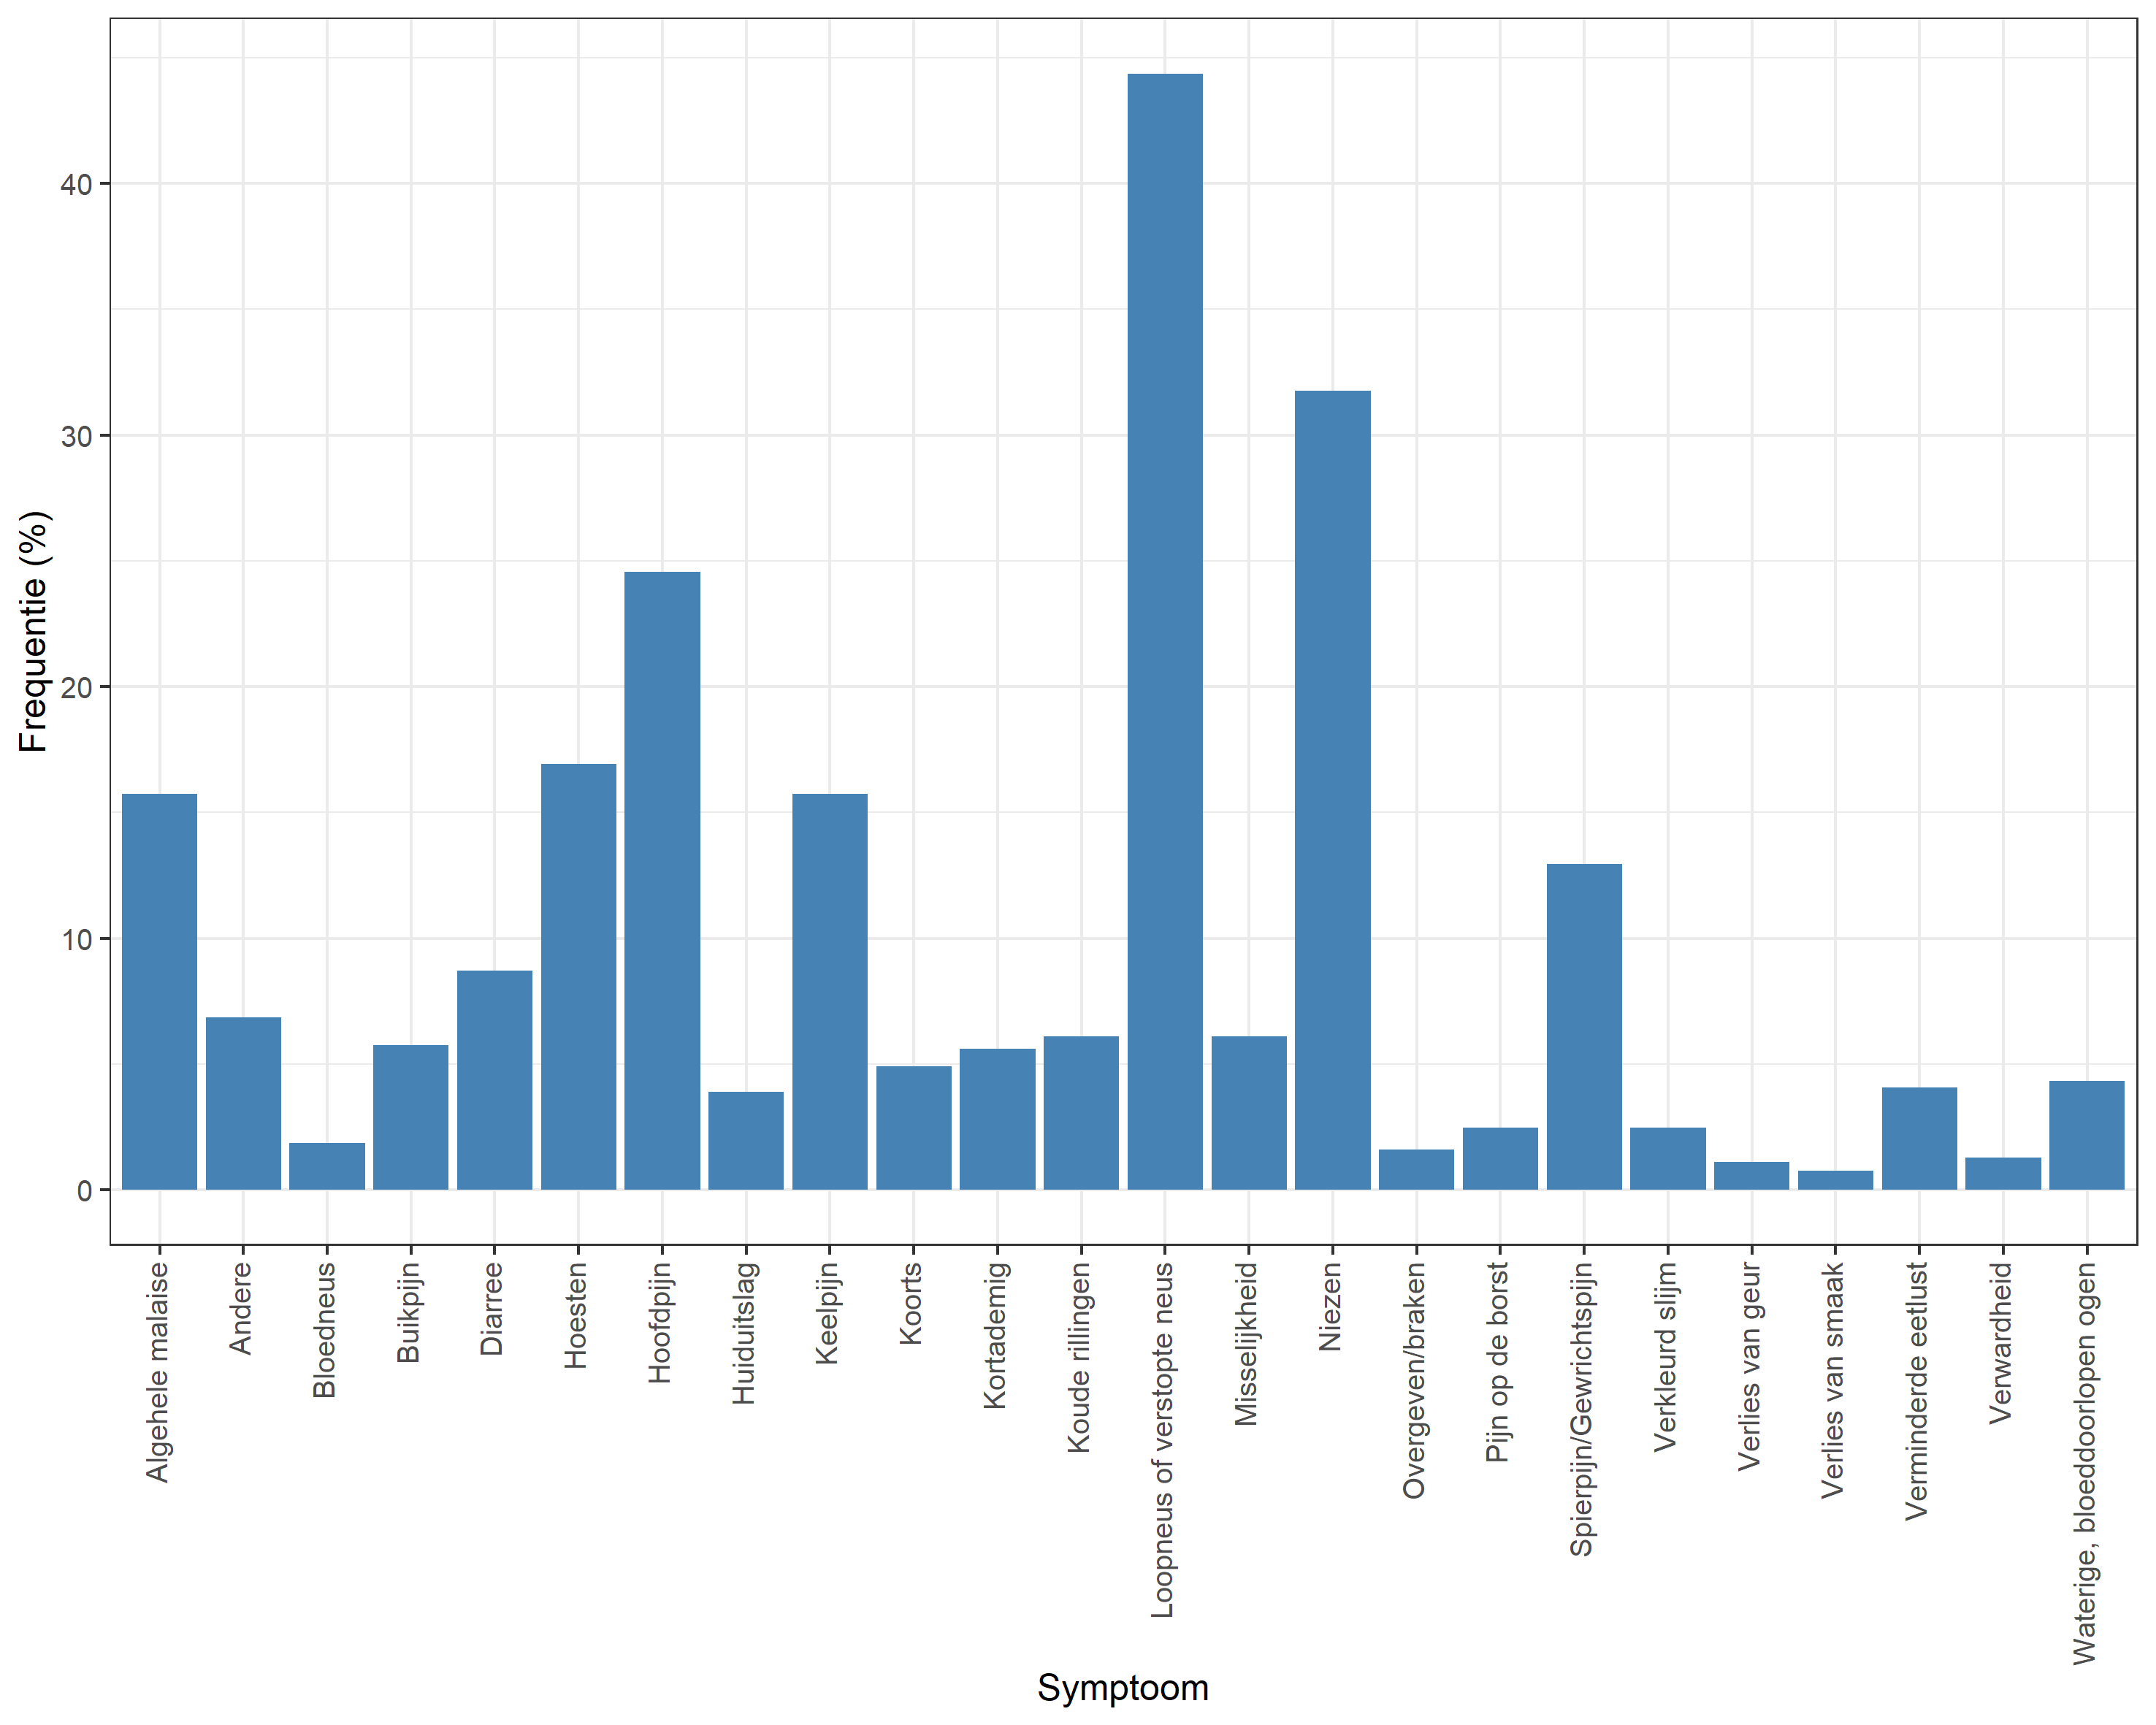 Frequentie (%)
40
30
20
10
0
Algehele malaise
Andere
Bloedneus
Buikpijn
Diarree
Hoesten
Hoofdpijn
Huiduitslag
Keelpijn
Koorts
Kortademig
Koude rillingen
Loopneus of verstopte neus
Misselijkheid
Niezen
Overgeven/braken
Pijn op de borst
Spierpijn/Gewrichtspijn
Verkleurd slijm
Verlies van geur
Verlies van smaak
Verminderde eetlust
Verwardheid
Waterige, bloeddoorlopen ogen
Symptoom